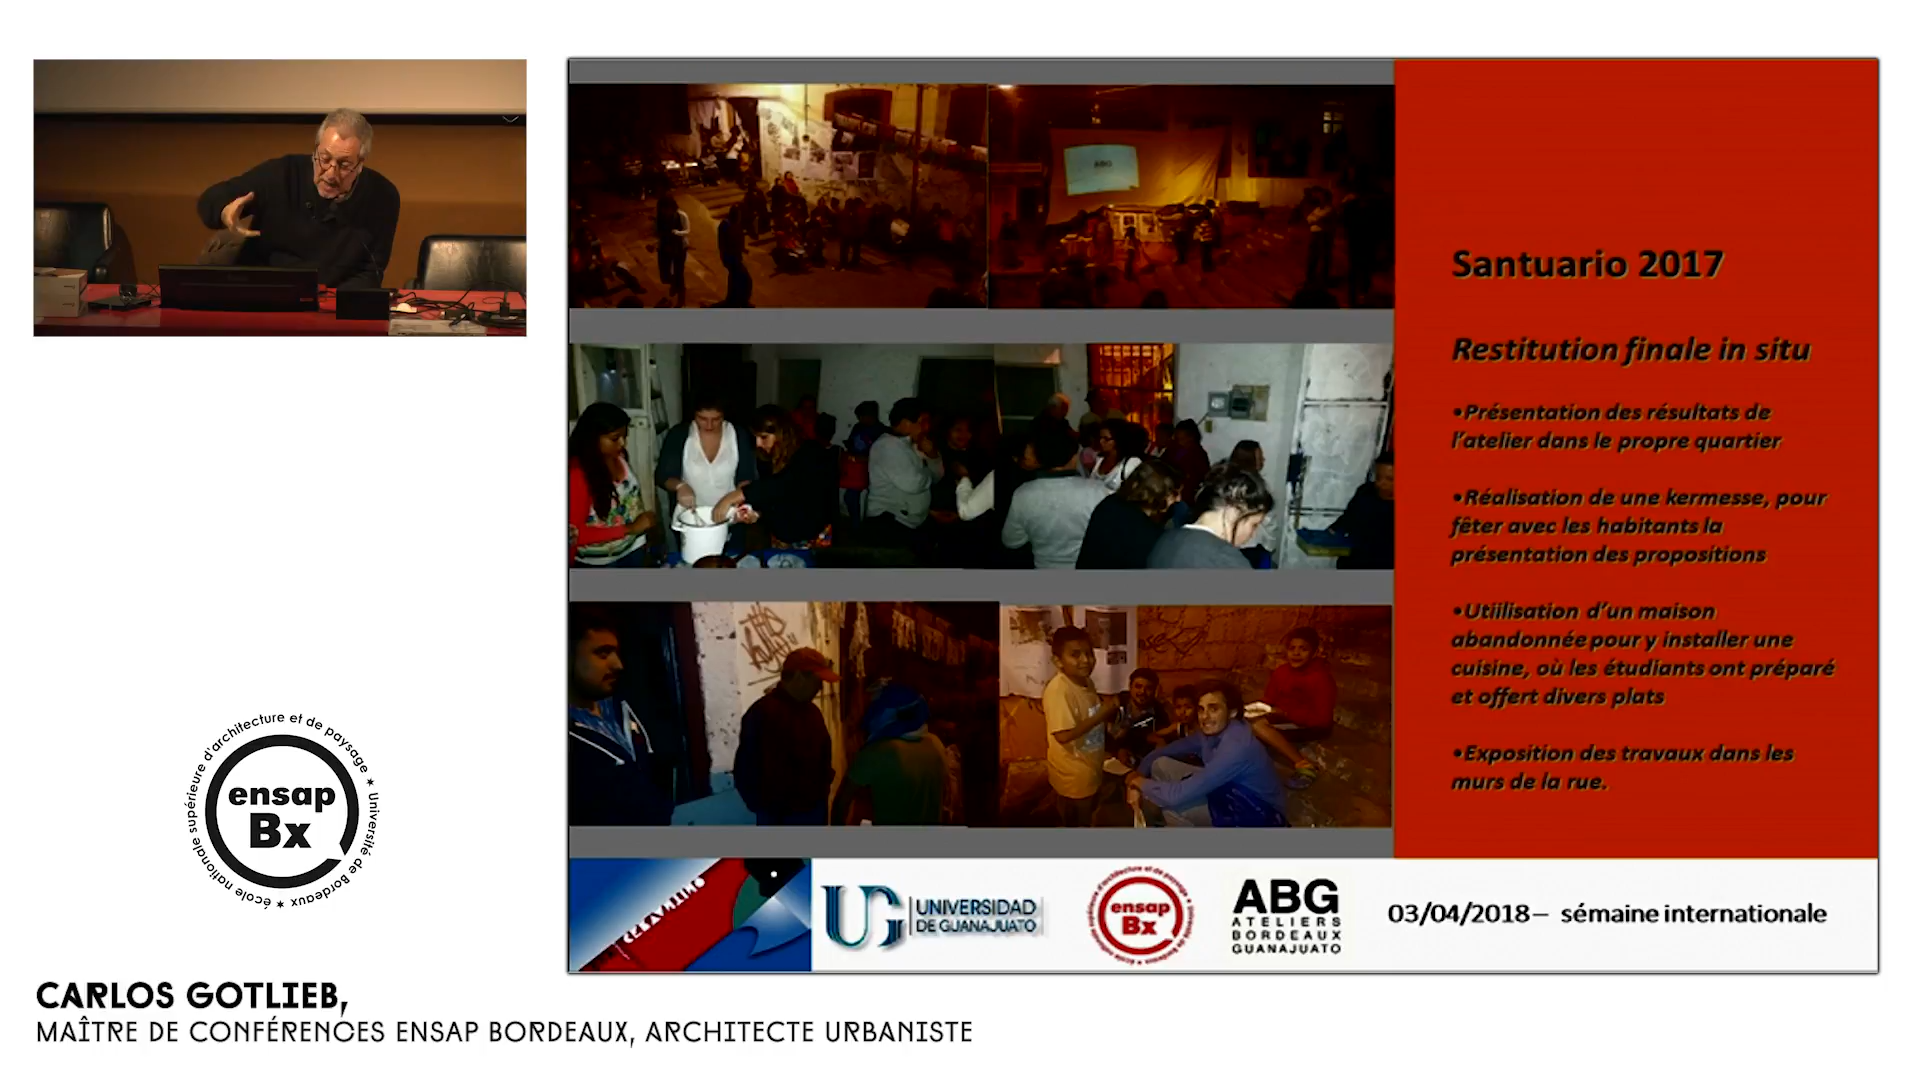 ABG
Santuario 2017
Restitution finale in situ
•Présentation des résultats de
l'atelier dans le propre quartier
•Réalisation de une kermesse, pour
fêter avec les habitants la
présentation des propositions
•Utiilisation d'un maison
abandonnée pour y installer une
cuisine, où les étudiants ont préparé
et offert divers plats
•Exposition des travaux dans les
murs de la rue.
école nationale supérieure d'architecture et de paysage ✶ Université de Bordeaux ✶
ensap
Bx
UG UNIVERSIDAD
DE GUANAJUATO
ensap
Bx
ABG
ATELIERS
BORDEAUX
GUANAJUATO
03/04/2018 – sémaine internationale
CARLOS GOTLIEB,
MAÎTRE DE CONFÉRENCES ENSAP BORDEAUX, ARCHITECTE URBANISTE